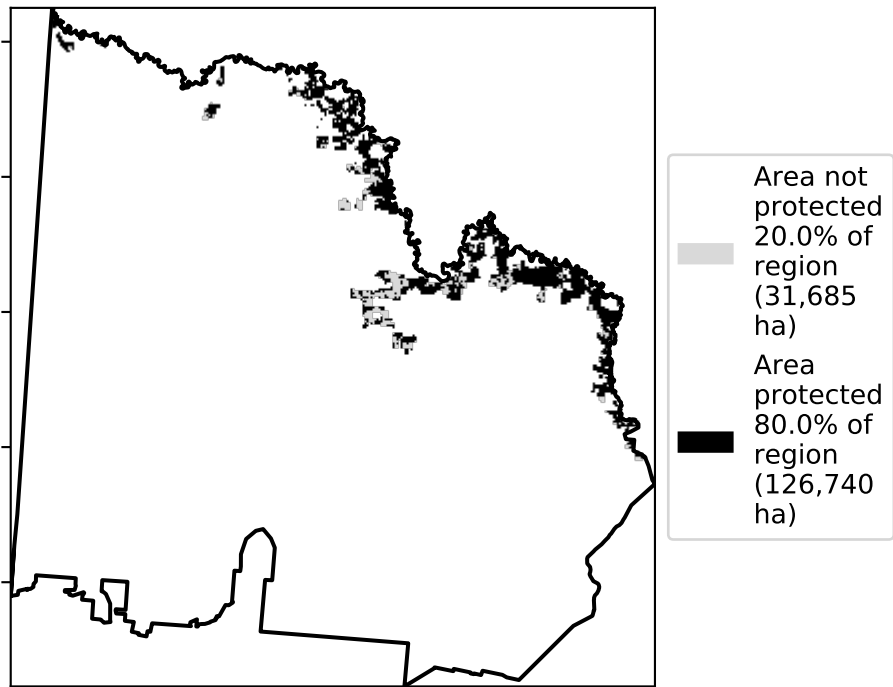 Area not
protected
20.0% of
region
(31,685
ha)
Area
protected
80.0% of
region
(126,740
ha)